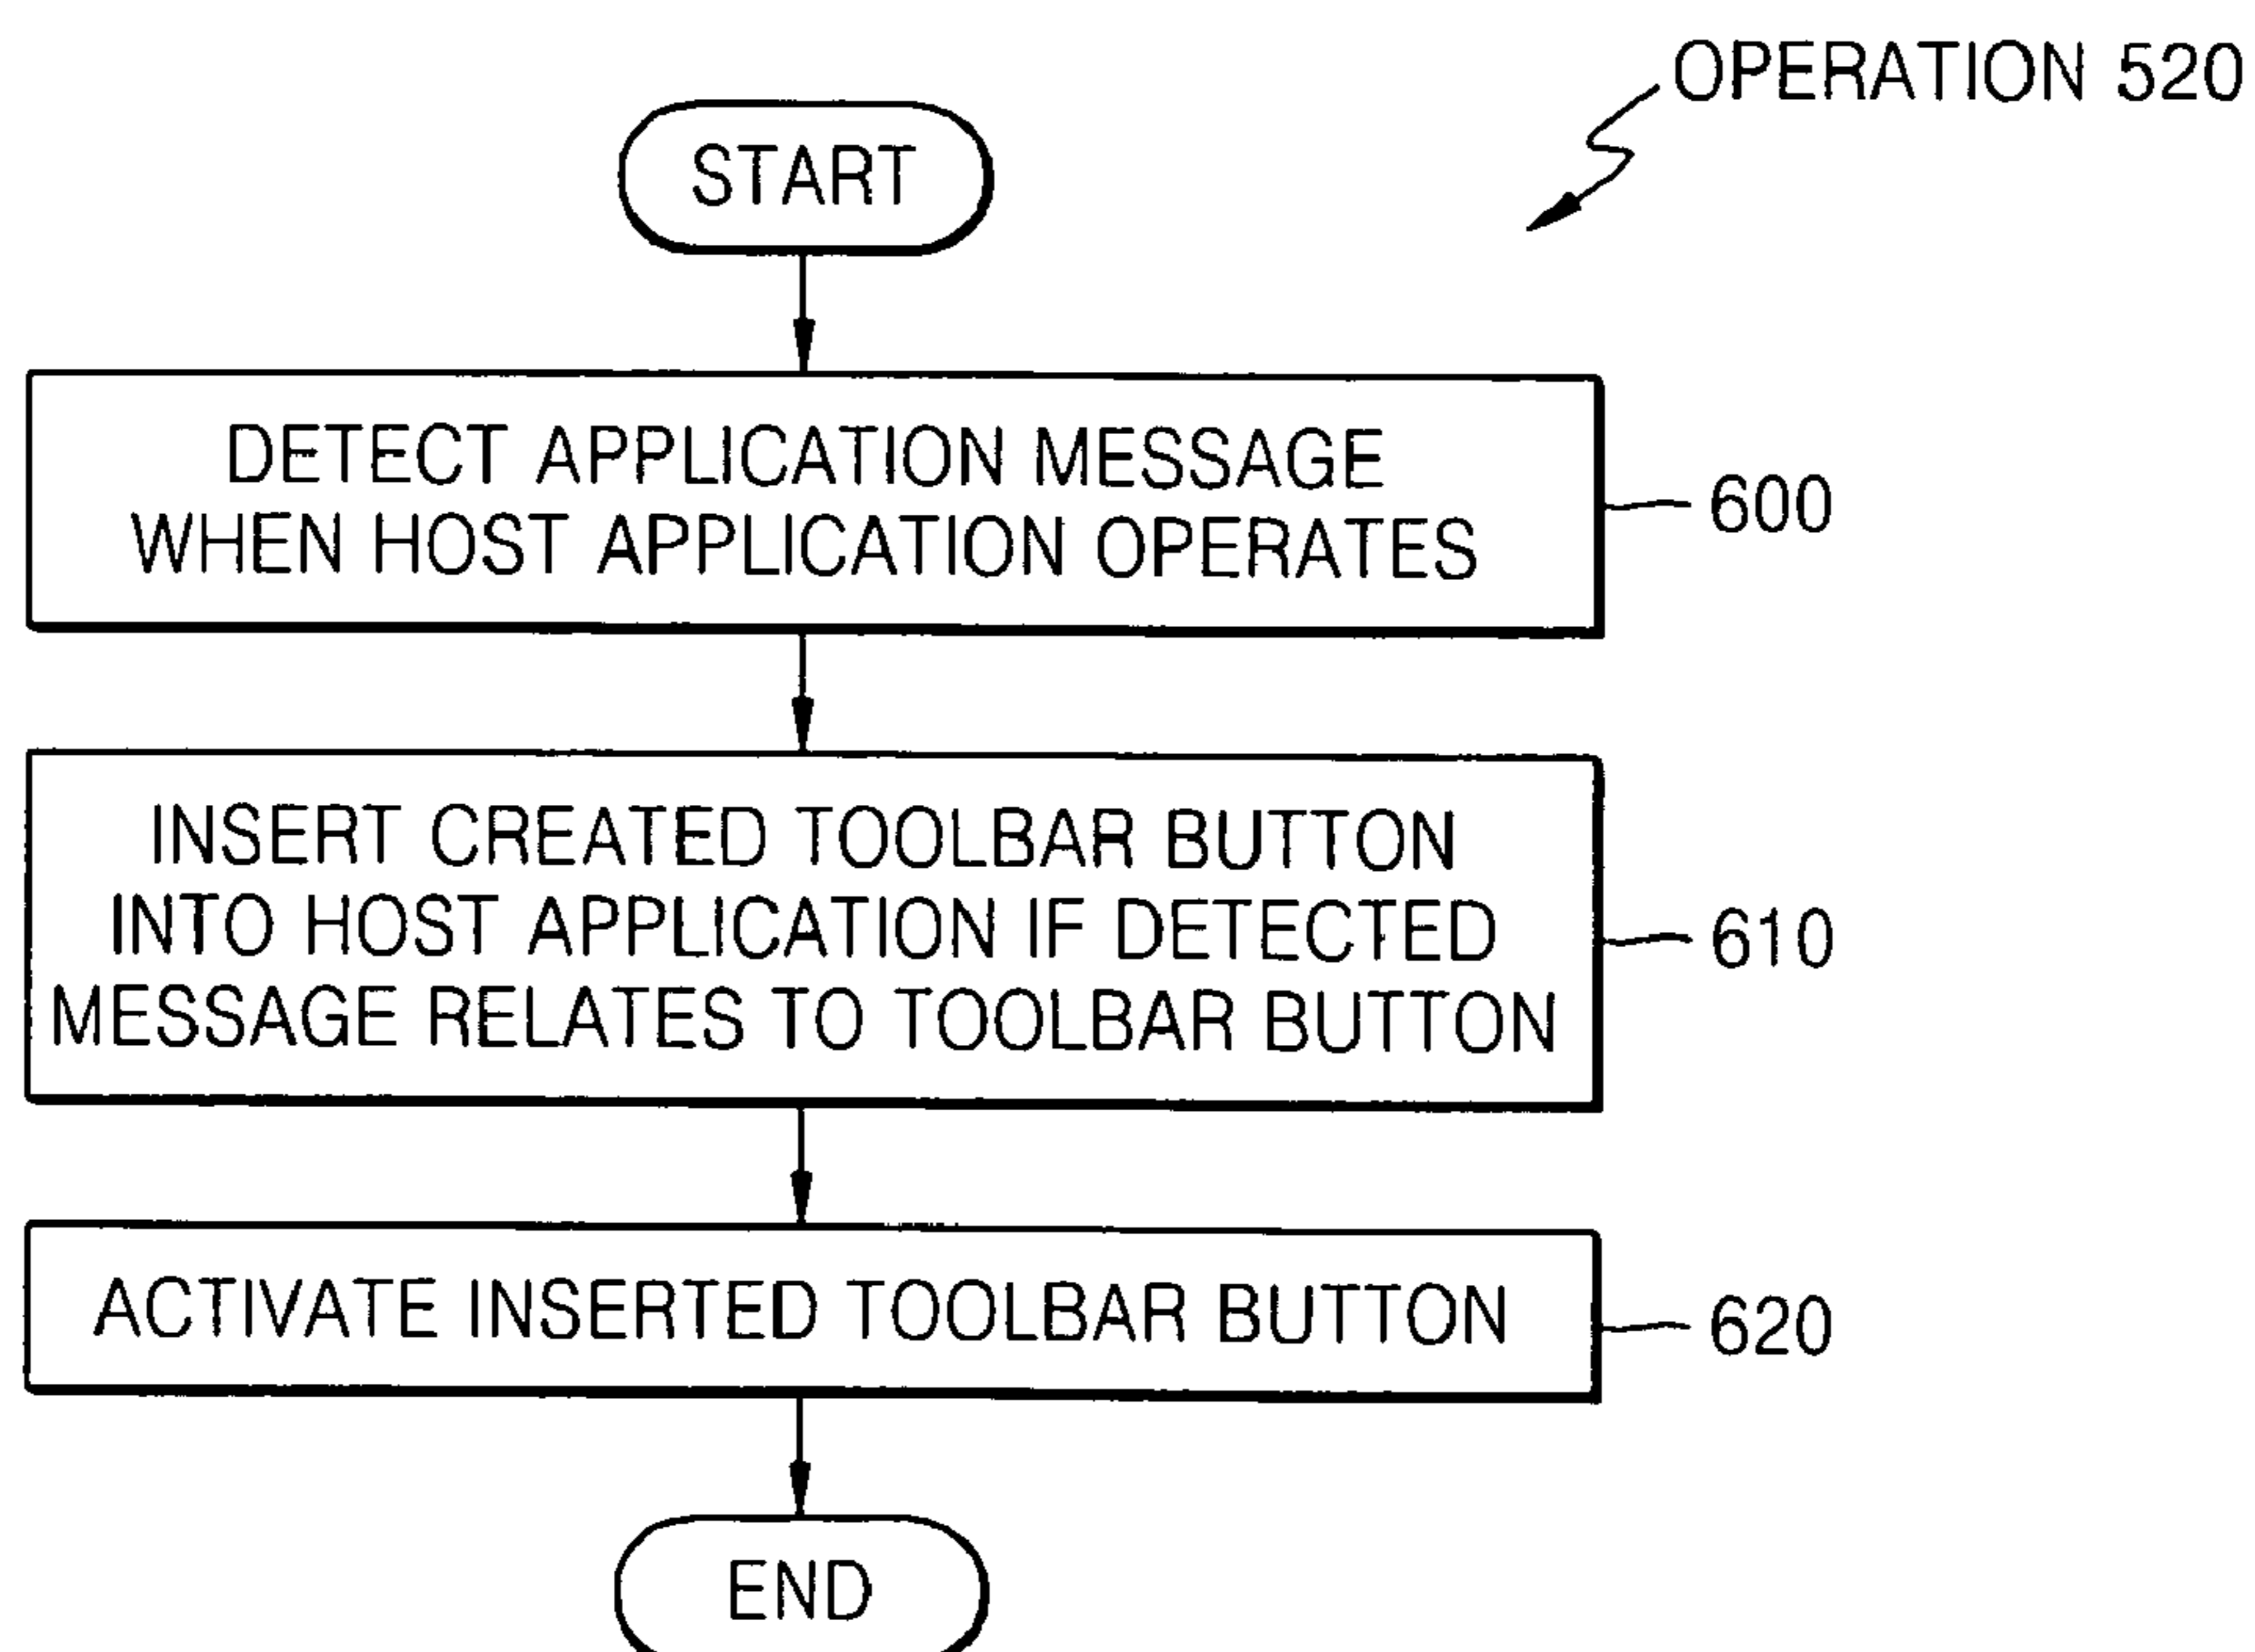 OPERATION 520
START
DETECT APPLICATION MESSAGE
WHEN HOST APPLICATION OPERATES
600
INSERT CREATED TOOLBAR BUTTON
INTO HOST APPLICATION IF DETECTED
MESSAGE RELATES TO TOOLBAR BUTTON
610
ACTIVATE INSERTED TOOLBAR BUTTON
620
END